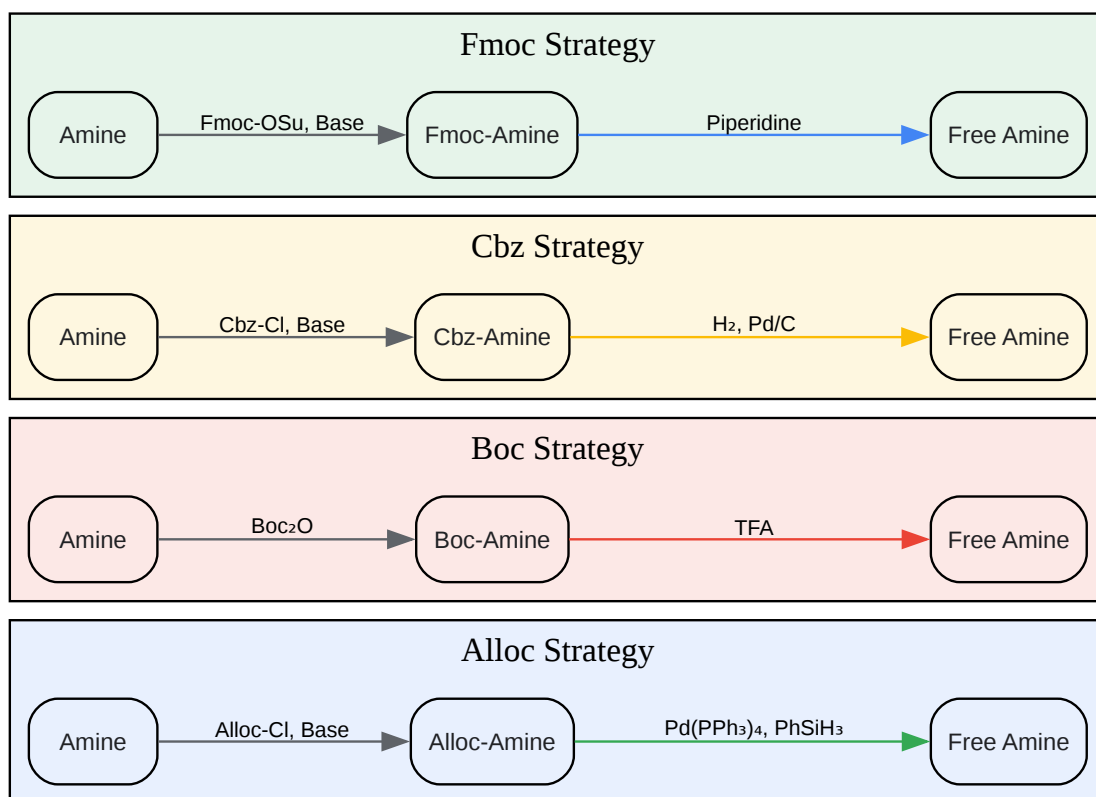 Fmoc Strategy
Amine
Fmoc-OSu, Base
Fmoc-Amine
Piperidine
Free Amine
Cbz Strategy
Amine
Cbz-Cl, Base
Cbz-Amine
H₂, Pd/C
Free Amine
Boc Strategy
Amine
Boc₂O
Boc-Amine
TFA
Free Amine
Alloc Strategy
Amine
Alloc-Cl, Base
Alloc-Amine
Pd(PPh₃)₄, PhSiH₃
Free Amine